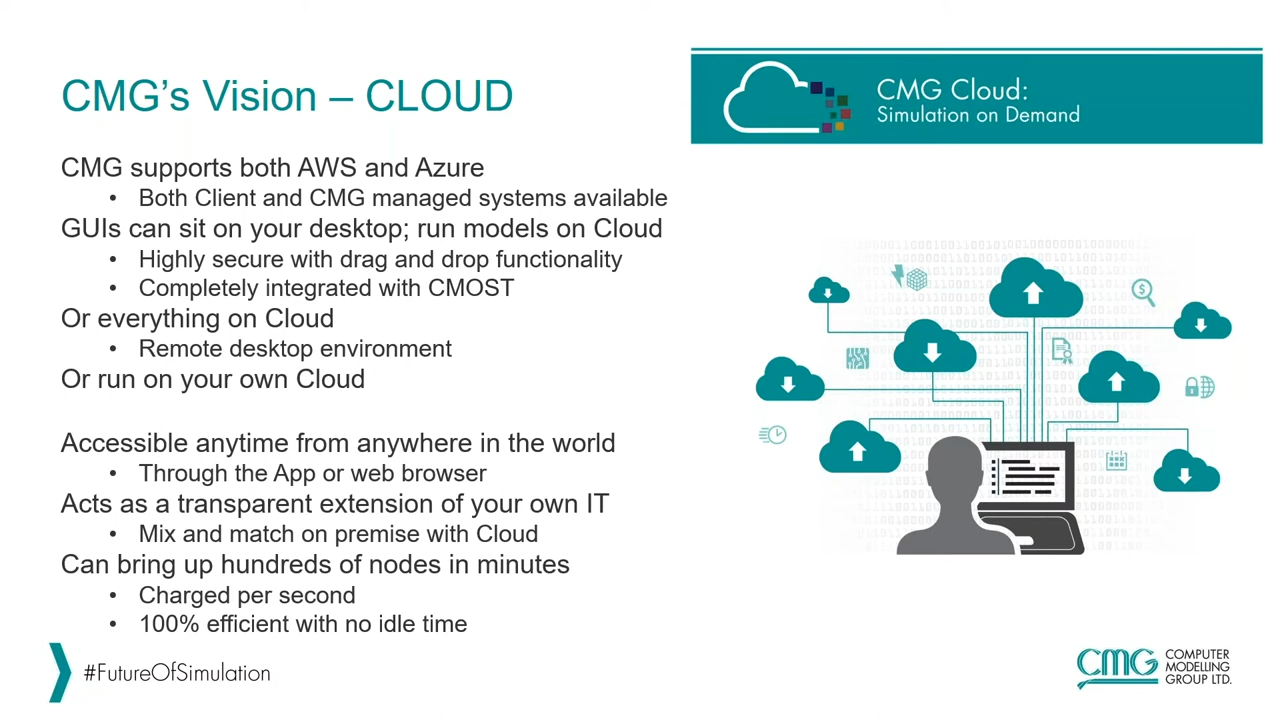 CMG's Vision – CLOUD
CMG Cloud:
Simulation on Demand
CMG supports both AWS and Azure
• Both Client and CMG managed systems available
GUIs can sit on your desktop; run models on Cloud
• Highly secure with drag and drop functionality
• Completely integrated with CMOST
Or everything on Cloud
• Remote desktop environment
Or run on your own Cloud
Accessible anytime from anywhere in the world
• Through the App or web browser
Acts as a transparent extension of your own IT
• Mix and match on premise with Cloud
Can bring up hundreds of nodes in minutes
• Charged per second
• 100% efficient with no idle time
#FutureOfSimulation
CMG
COMPUTER
MODELLING
GROUP LTD.